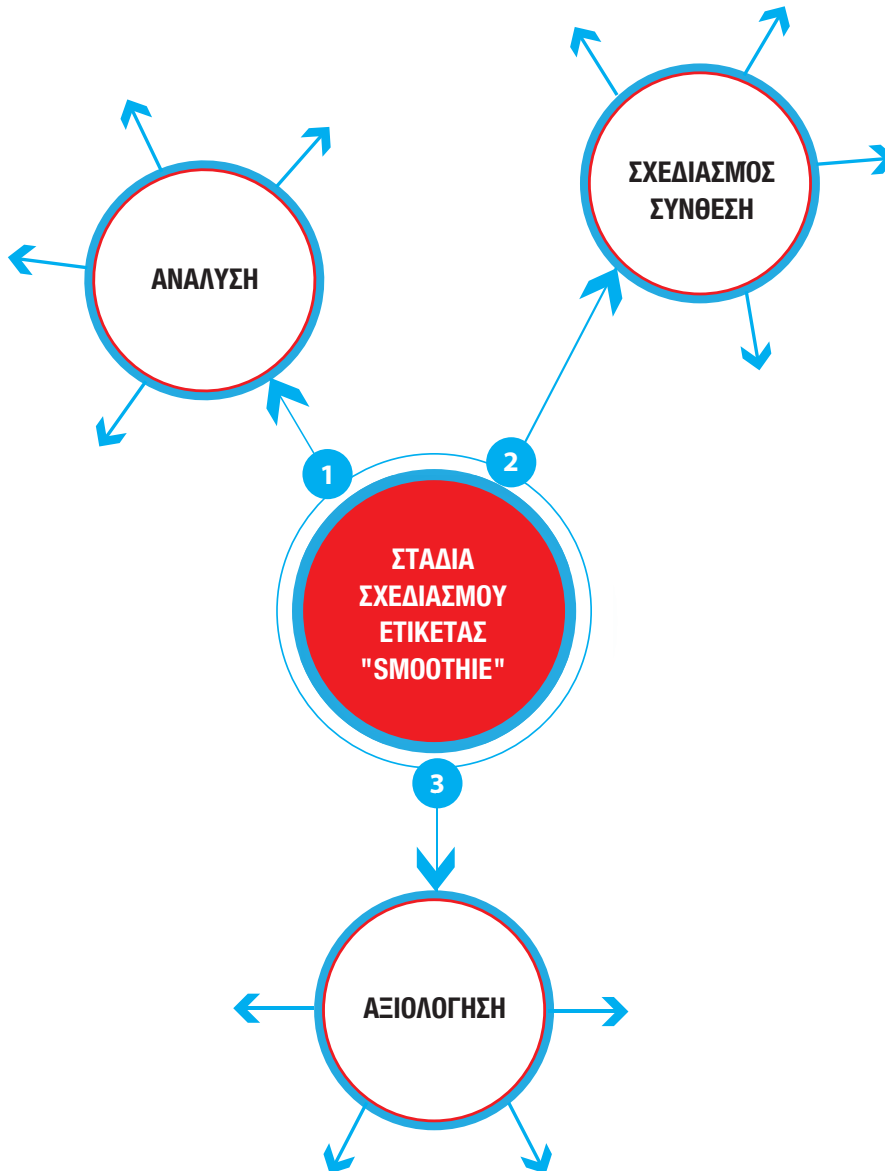 ΣΧΕΔΙΑΣΜΟΣ
ΣΥΝΘΕΣΗ
ΑΝΑΛΥΣΗ
1
2
ΣΤΑΔΙΑ
ΣΧΕΔΙΑΣΜΟΥ
ΕΤΙΚΕΤΑΣ
"SMOOTHIE"
3
ΑΞΙΟΛΟΓΗΣΗ